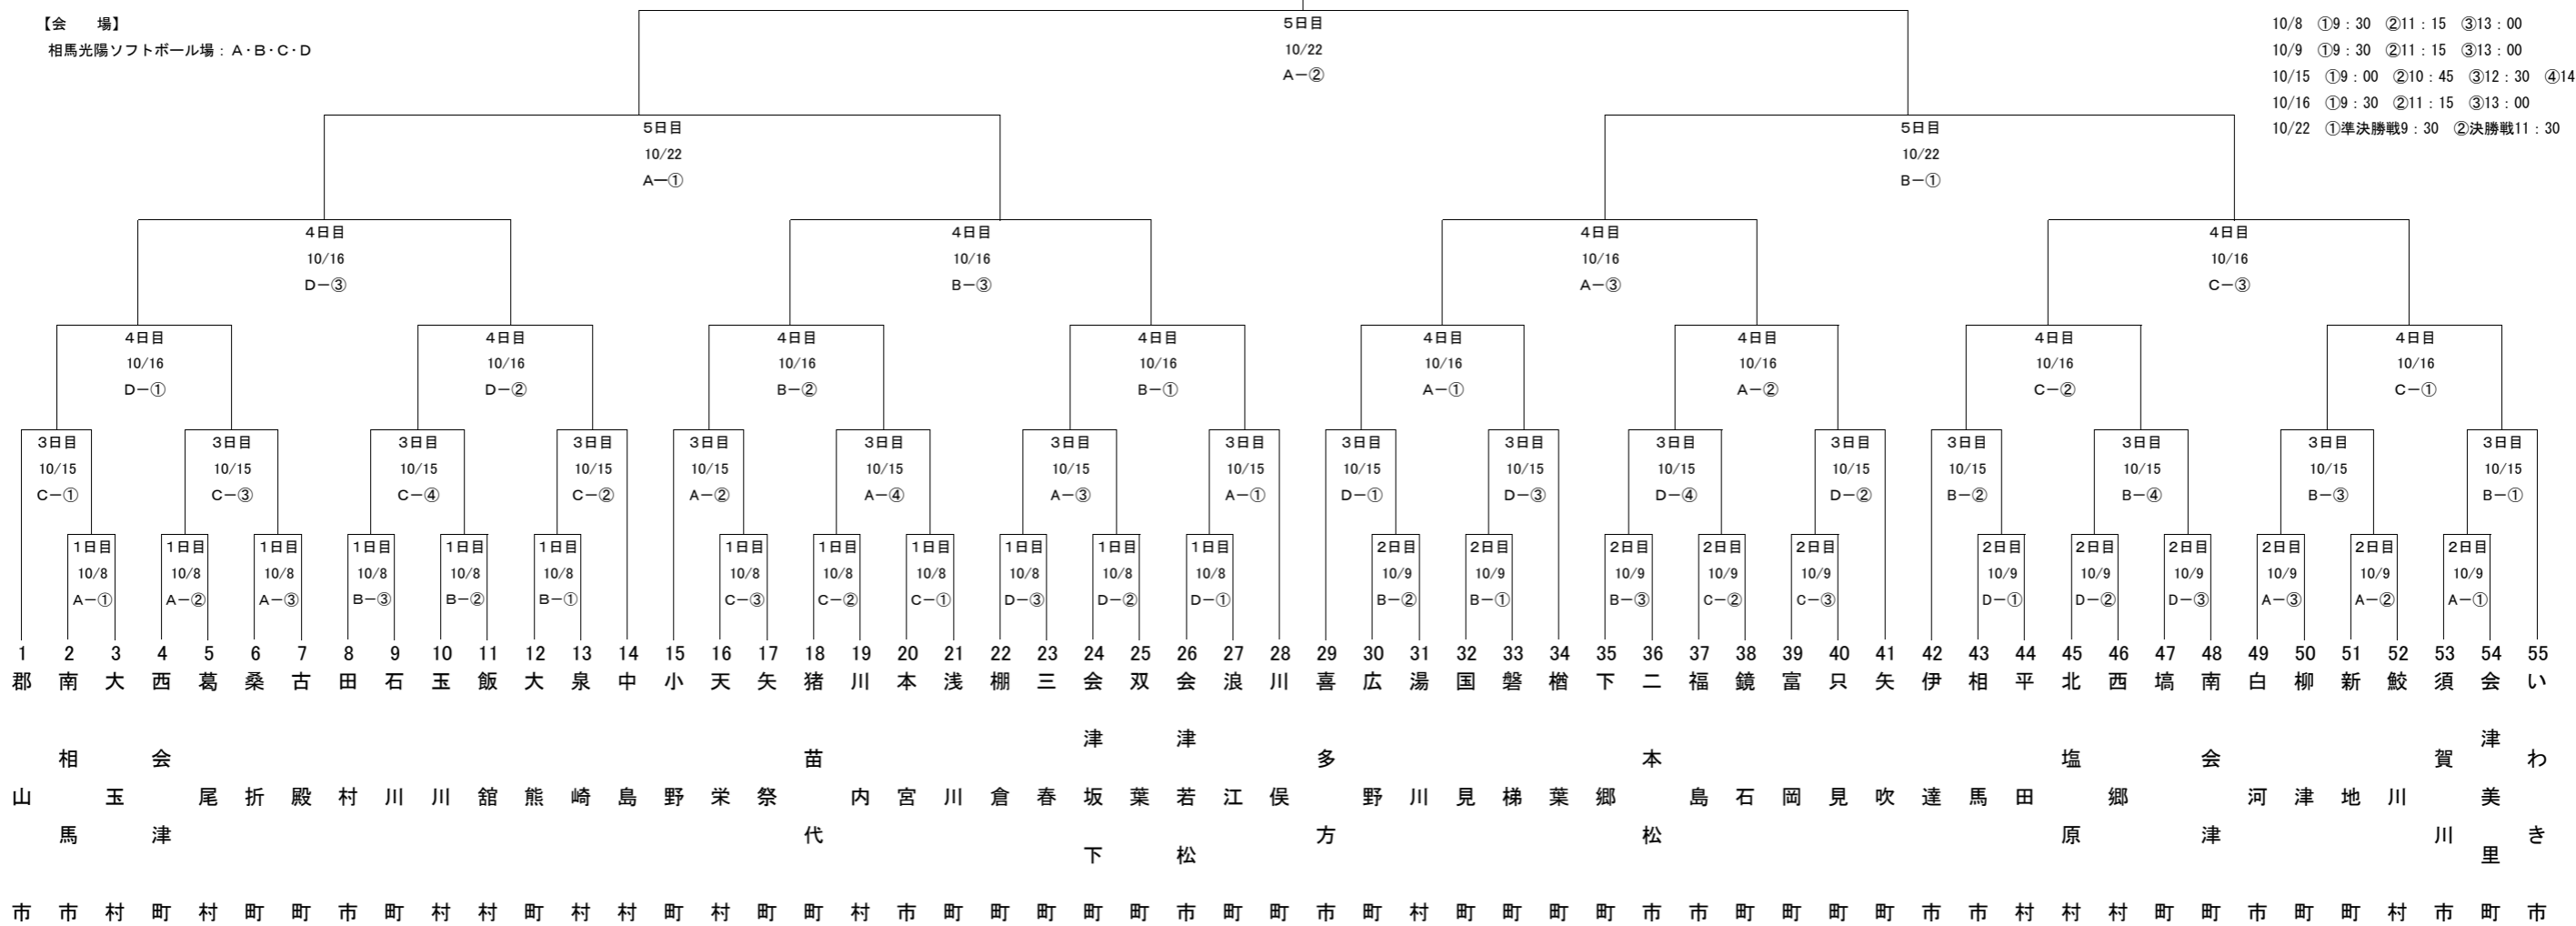 【会　　場】
相馬光陽ソフトボール場：A・B・C・D
10/8　①9：30　②11：15　③13：00
10/9　①9：30　②11：15　③13：00
10/15　①9：00　②10：45　③12：30　④14
10/16　①9：30　②11：15　③13：00
10/22　①準決勝戦9：30　②決勝戦11：30
5日目
10/22
A－②
5日目
10/22
A－①
5日目
10/22
B－①
4日目
10/16
D－③
4日目
10/16
B－③
4日目
10/16
A－③
4日目
10/16
C－③
4日目
10/16
D－①
4日目
10/16
D－②
4日目
10/16
B－②
4日目
10/16
B－①
4日目
10/16
A－①
4日目
10/16
A－②
4日目
10/16
C－②
4日目
10/16
C－①
3日目
10/15
C－①
3日目
10/15
C－③
3日目
10/15
C－④
3日目
10/15
C－②
3日目
10/15
A－②
3日目
10/15
A－④
3日目
10/15
A－③
3日目
10/15
A－①
3日目
10/15
D－①
3日目
10/15
D－③
3日目
10/15
D－④
3日目
10/15
D－②
3日目
10/15
B－②
3日目
10/15
B－④
3日目
10/15
B－③
3日目
10/15
B－①
1日目
10/8
A－①
1日目
10/8
A－②
1日目
10/8
A－③
1日目
10/8
B－③
1日目
10/8
B－②
1日目
10/8
B－①
1日目
10/8
C－③
1日目
10/8
C－②
1日目
10/8
C－①
1日目
10/8
D－③
1日目
10/8
D－②
1日目
10/8
D－①
2日目
10/9
B－②
2日目
10/9
B－①
2日目
10/9
B－③
2日目
10/9
C－②
2日目
10/9
C－③
2日目
10/9
D－①
2日目
10/9
D－②
2日目
10/9
D－③
2日目
10/9
A－③
2日目
10/9
A－②
2日目
10/9
A－①
1 郡山市
2 南相馬市
3 大玉村
4 西会津町
5 葛尾村
6 桑折町
7 古殿町
8 田村市
9 石川町
10 玉川村
11 飯舘村
12 大熊町
13 泉崎村
14 中島村
15 小野町
16 天栄村
17 矢祭町
18 猪苗代町
19 川内村
20 本宮市
21 浅川町
22 棚倉町
23 三春町
24 会津坂下町
25 双葉町
26 会津若松市
27 浪江町
28 川俣町
29 喜多方市
30 広野町
31 湯川村
32 国見町
33 磐梯町
34 楢葉町
35 下郷町
36 二本松市
37 福島市
38 鏡石町
39 富岡町
40 只見町
41 矢吹町
42 伊達市
43 相馬市
44 平田村
45 北塩原村
46 西郷村
47 塙町
48 南会津町
49 白河市
50 柳津町
51 新地町
52 鮫川村
53 須賀川市
54 会津美里町
55 いわき市